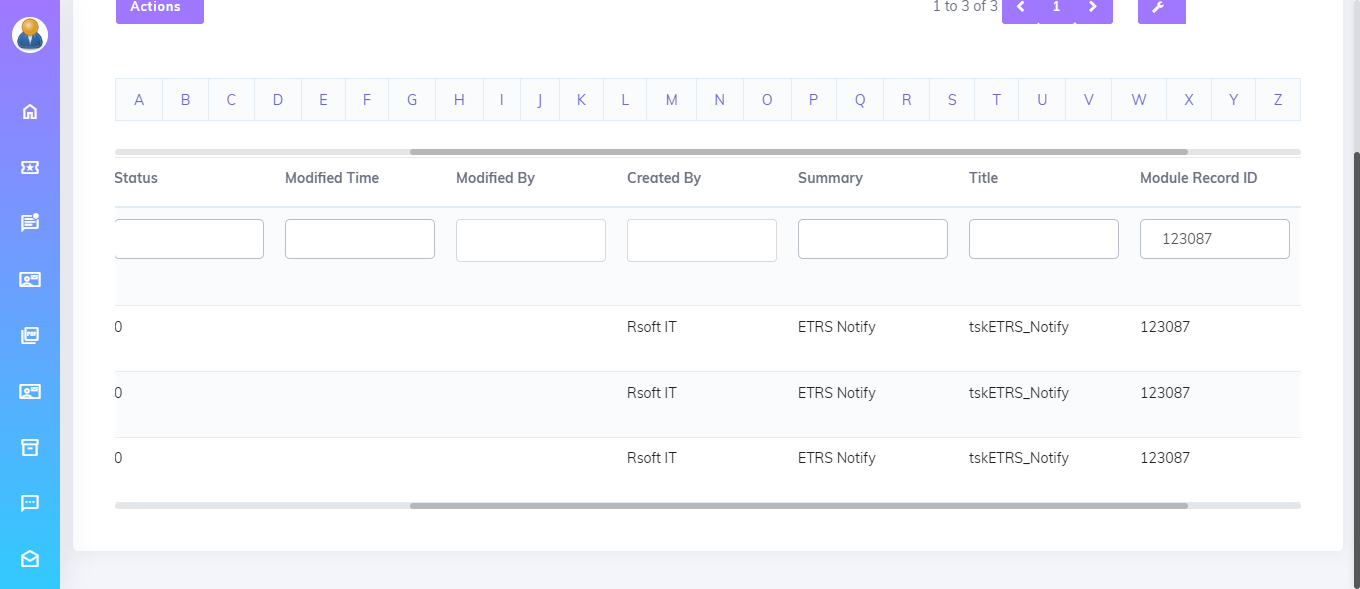 Actions
1 to 3 of 3
1
A B C D E F G H I J K L M N O P Q R S T U V W X Y Z
Status Modified Time Modified By Created By Summary Title Module Record ID
123087
0 Rsoft IT ETRS Notify tskETRS_Notify 123087
0 Rsoft IT ETRS Notify tskETRS_Notify 123087
0 Rsoft IT ETRS Notify tskETRS_Notify 123087